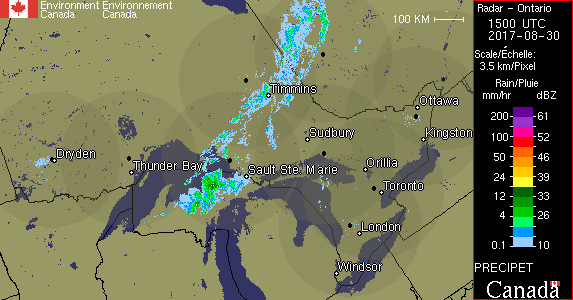 Environment Environnement
Canada Canada
100 KM
Timmins
Ottawa
Sudbury
Kingston
Dryden
Thunder Bay
Sault Ste. Marie
Orillia
Toronto
London
Windsor
Radar - Ontario
1500 UTC
2017-08-30
Scale/Échelle:
3.5 km/Pixel
Rain/Pluie
mm/hr dBZ
200 61
100 56
50 52
24 46
12 39
4 33
1 26
0.1 10
PRECIPET
Canada